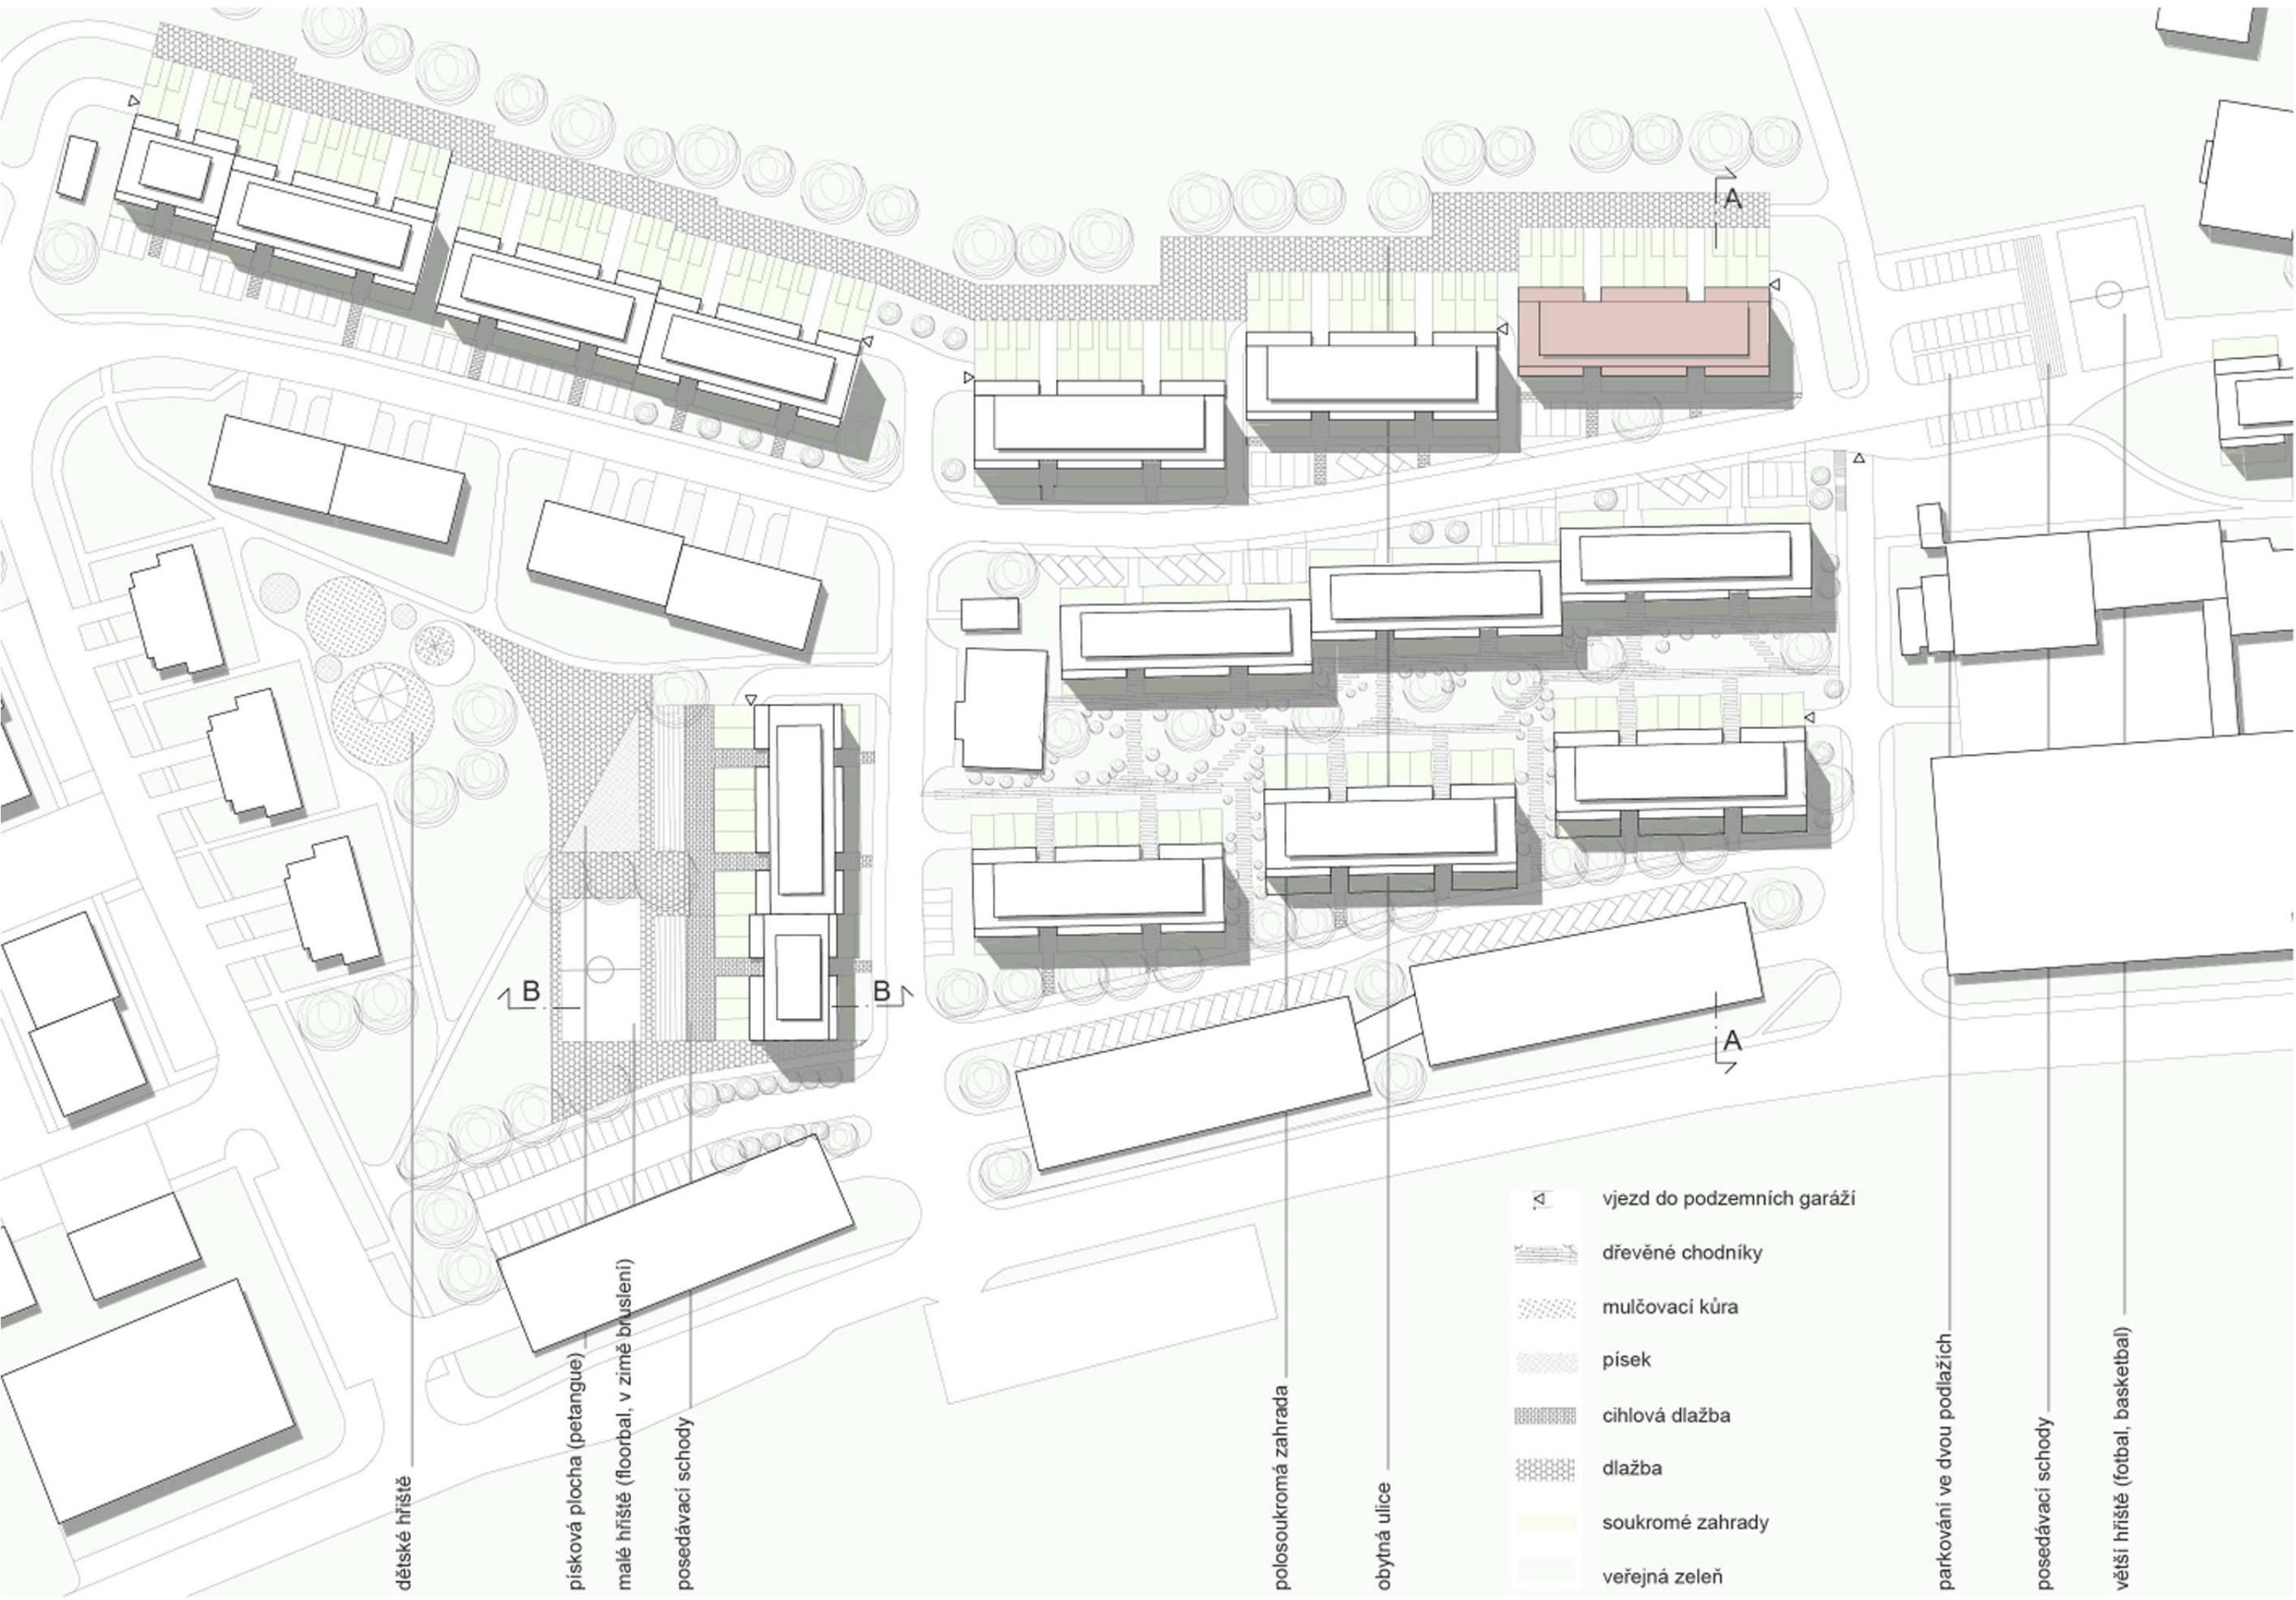 A
B
B
A
vjezd do podzemních garáží
dřevěné chodníky
mulčovací kůra
písek
cihlová dlažba
dlažba
soukromé zahrady
veřejná zeleň
dětské hřiště
písková plocha (petangue)
malé hřiště (floorbal, v zimě bruslení)
posedávací schody
polosoukromá zahrada
obytná ulice
parkování ve dvou podlažích
posedávací schody
větší hřiště (fotbal, basketbal)